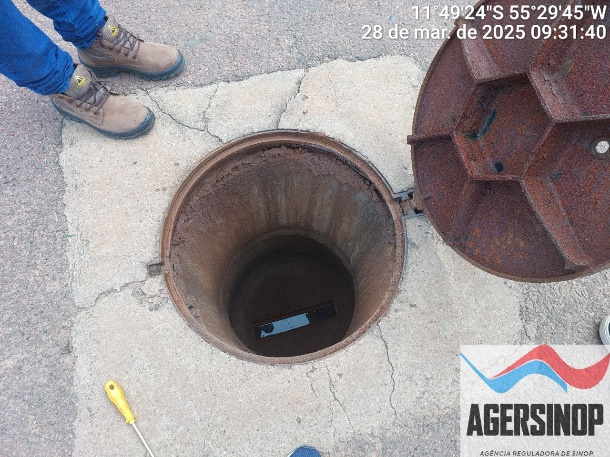 11°49'24"S 55°29'45"W
28 de mar. de 2025 09:31:40
AGERSINOP
AGÊNCIA REGULADORA DE SINOP